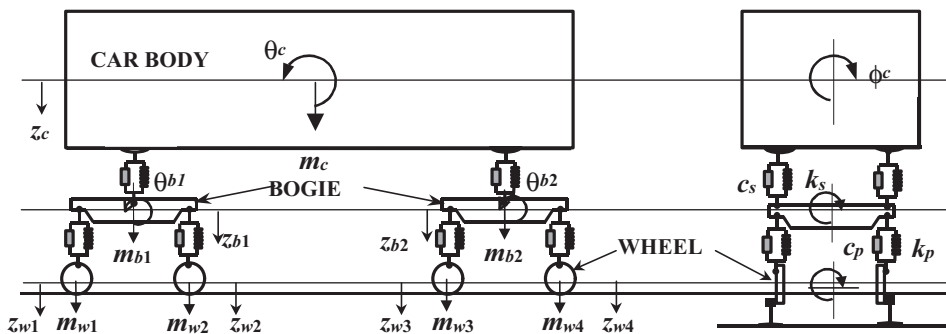 CAR BODY
θc
ϕc
zc
mc
θb1
θb2
BOGIE
cs
ks
mb1
zb1
zb2
mb2
WHEEL
cp
kp
zw1
mw1
mw2
zw2
zw3
mw3
mw4
zw4